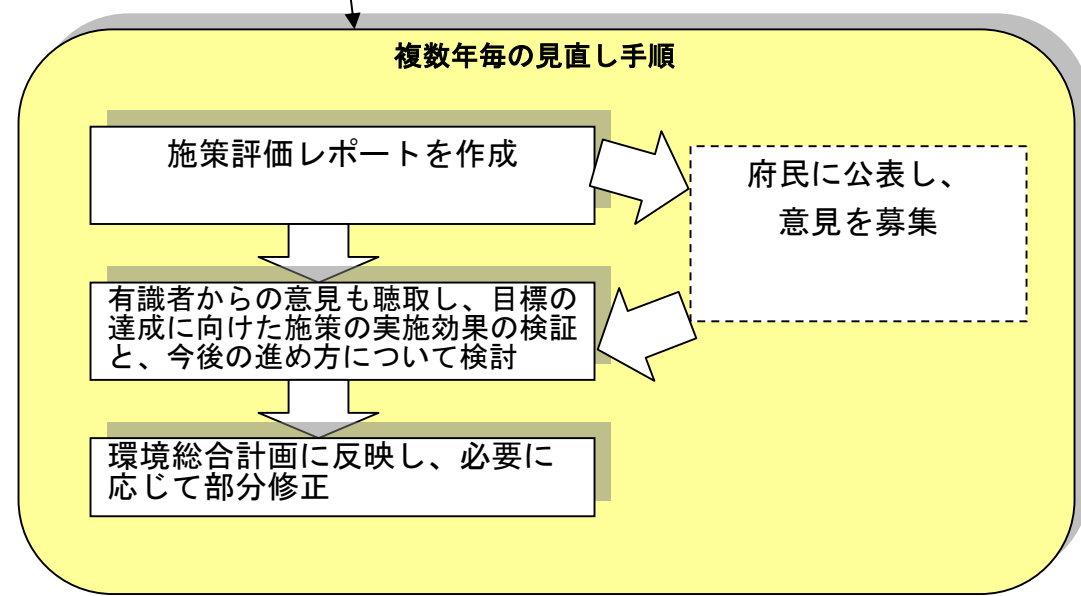 複数年毎の見直し手順
施策評価レポートを作成
府民に公表し、
意見を募集
有識者からの意見も聴取し、目標の
達成に向けた施策の実施効果の検証
と、今後の進め方について検討
環境総合計画に反映し、必要に
応じて部分修正